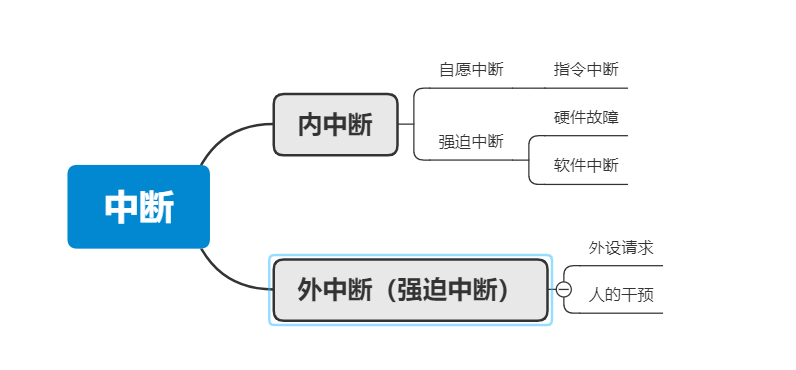 中断
内中断
自愿中断
指令中断
强迫中断
硬件故障
软件中断
外中断（强迫中断）
外设请求
人的干预